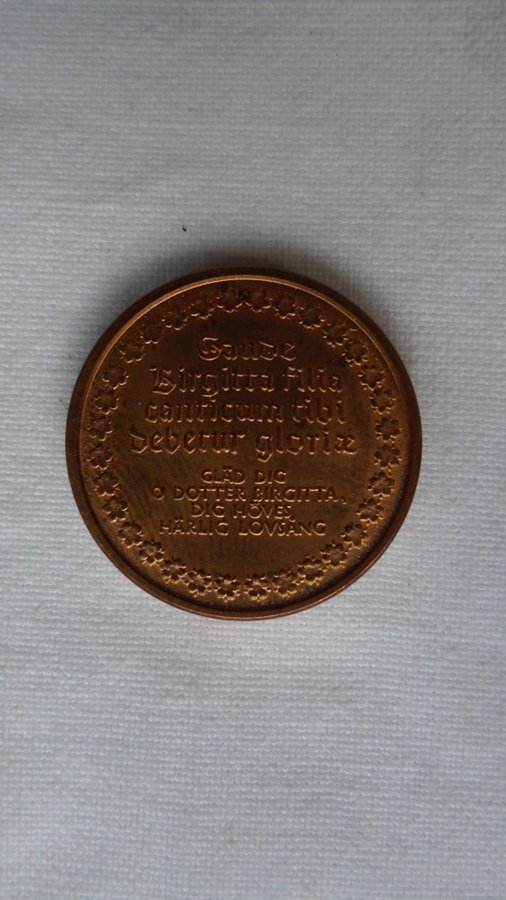 Gaude
Birgitta filia
canticum tibi
debetur gloriæ
GLÄD DIG
O DOTTER BIRGITTA.
DIG HÖVES
HÄRLIG LOVSÅNG